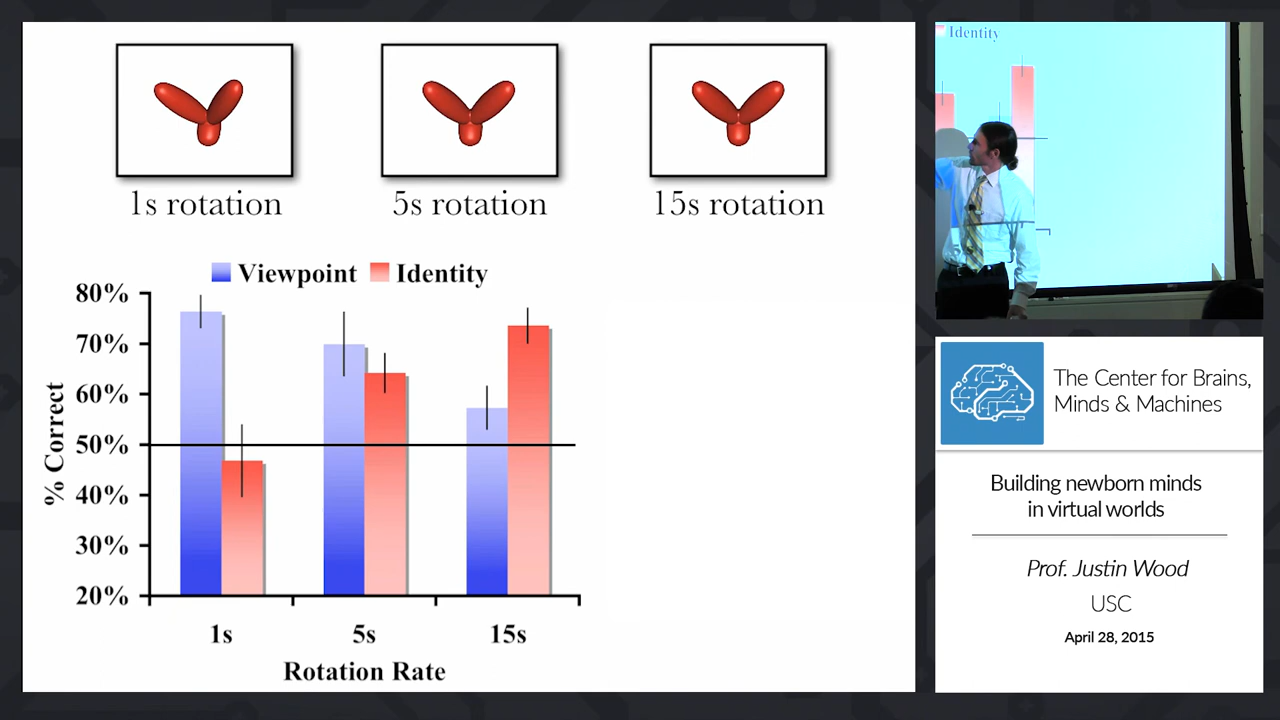 1s rotation
5s rotation
15s rotation
Viewpoint
Identity
80%
70%
60%
50%
40%
30%
20%
% Correct
1s
5s
15s
Rotation Rate
Identity
The Center for Brains,
Minds & Machines
Building newborn minds
in virtual worlds
Prof. Justin Wood
USC
April 28, 2015